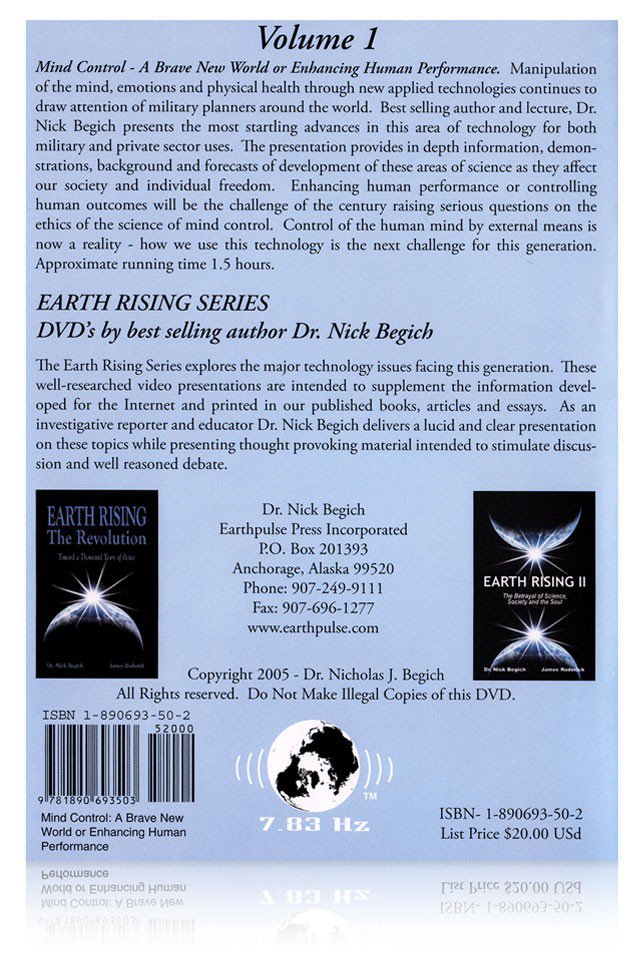 Volume 1
Mind Control - A Brave New World or Enhancing Human Performance. Manipulation
of the mind, emotions and physical health through new applied technologies continues to
draw attention of military planners around the world. Best selling author and lecture, Dr.
Nick Begich presents the most startling advances in this area of technology for both
military and private sector uses. The presentation provides in depth information, demon-
strations, background and forecasts of development of these areas of science as they affect
our society and individual freedom. Enhancing human performance or controlling
human outcomes will be the challenge of the century raising serious questions on the
ethics of the science of mind control. Control of the human mind by external means is
now a reality - how we use this technology is the next challenge for this generation.
Approximate running time 1.5 hours.
EARTH RISING SERIES
DVD's by best selling author Dr. Nick Begich
The Earth Rising Series explores the major technology issues facing this generation. These
well-researched video presentations are intended to supplement the information devel-
oped for the Internet and printed in our published books, articles and essays. As an
investigative reporter and educator Dr. Nick Begich delivers a lucid and clear presentation
on these topics while presenting thought provoking material intended to stimulate discus-
sion and well reasoned debate.
EARTH RISING
The Revolution
Toward a Thousand Years of Peace
Dr. Nick Begich James Roderick
Dr. Nick Begich
Earthpulse Press Incorporated
P.O. Box 201393
Anchorage, Alaska 99520
Phone: 907-249-9111
Fax: 907-696-1277
www.earthpulse.com
EARTH RISING II
The Betrayal of Science,
Society and the Soul
Dr. Nick Begich James Roderick
Copyright 2005 - Dr. Nicholas J. Begich
All Rights reserved. Do Not Make Illegal Copies of this DVD.
ISBN 1-890693-50-2
52000
9 781890 693503
Mind Control: A Brave New
World or Enhancing Human
Performance
TM
7.83 Hz
ISBN- 1-890693-50-2
List Price $20.00 USd